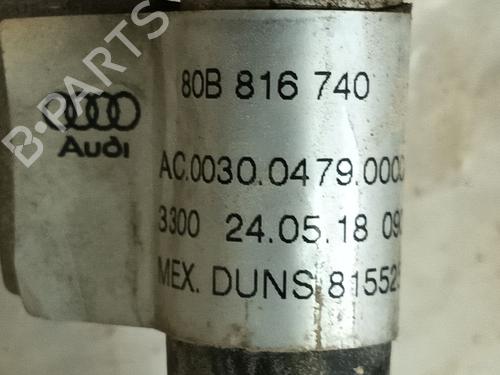 B-PARTS
80B 816 740
Audi
AC.0030.0479.000
3300 24.05.18 09
MEX. DUNS 81552